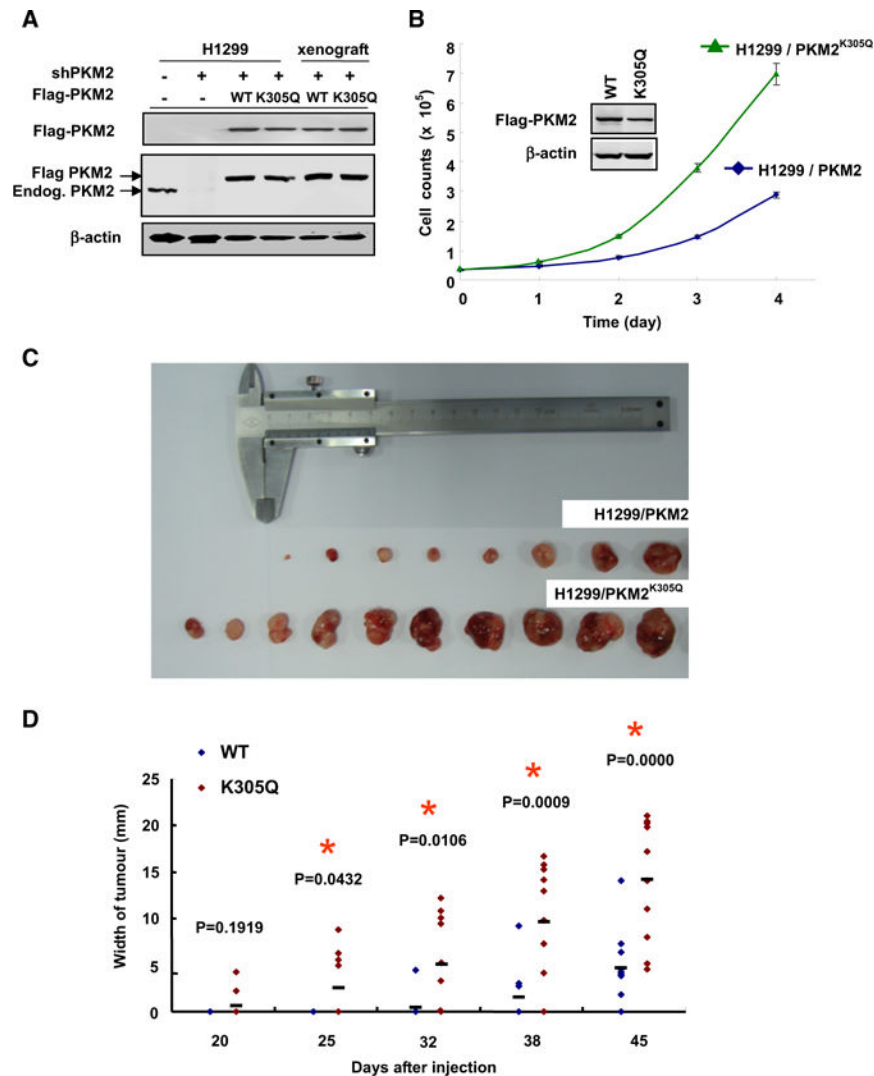 A
H1299 xenograft
shPKM2 - + + + + +
Flag-PKM2 - - WT K305Q WT K305Q
Flag-PKM2
Flag PKM2
Endog. PKM2
β-actin
B
Cell counts (x 10⁵)
8
7
6
5
4
3
2
1
0
0 1 2 3 4
Time (day)
H1299 / PKM2ᴷ³⁰⁵Q
H1299 / PKM2
WT K305Q
Flag-PKM2
β-actin
C
H1299/PKM2
H1299/PKM2ᴷ³⁰⁵Q
D
WT
K305Q
Width of tumour (mm)
25
20
15
10
5
0
P=0.1919
*
P=0.0432
*
P=0.0106
*
P=0.0009
*
P=0.0000
20 25 32 38 45
Days after injection